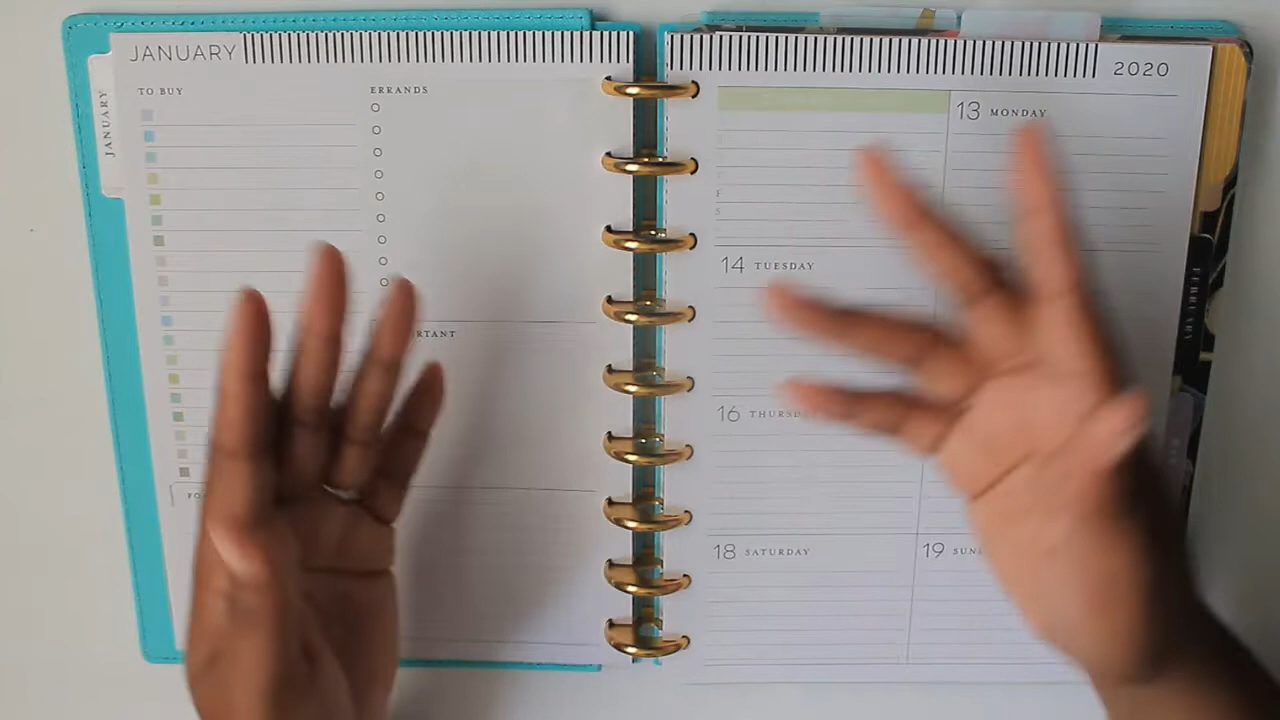 JANUARY
JANUARY
TO BUY
ERRANDS
2020
13 MONDAY
14 TUESDAY
16
18 SATURDAY
19
FEBRUARY